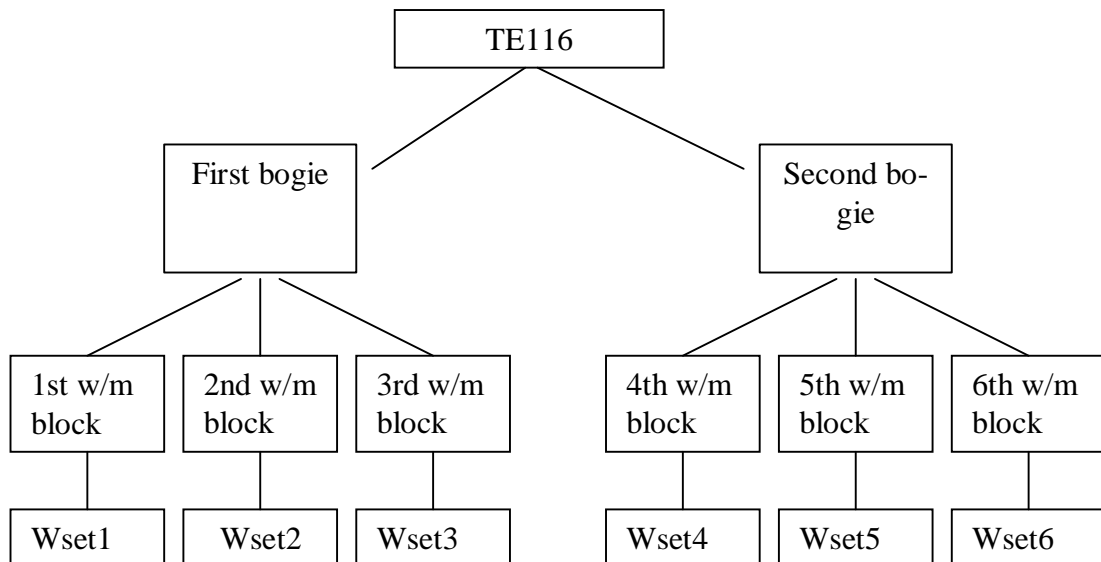 TE116
First bogie
Second bo-
gie
1st w/m
block
2nd w/m
block
3rd w/m
block
4th w/m
block
5th w/m
block
6th w/m
block
Wset1
Wset2
Wset3
Wset4
Wset5
Wset6